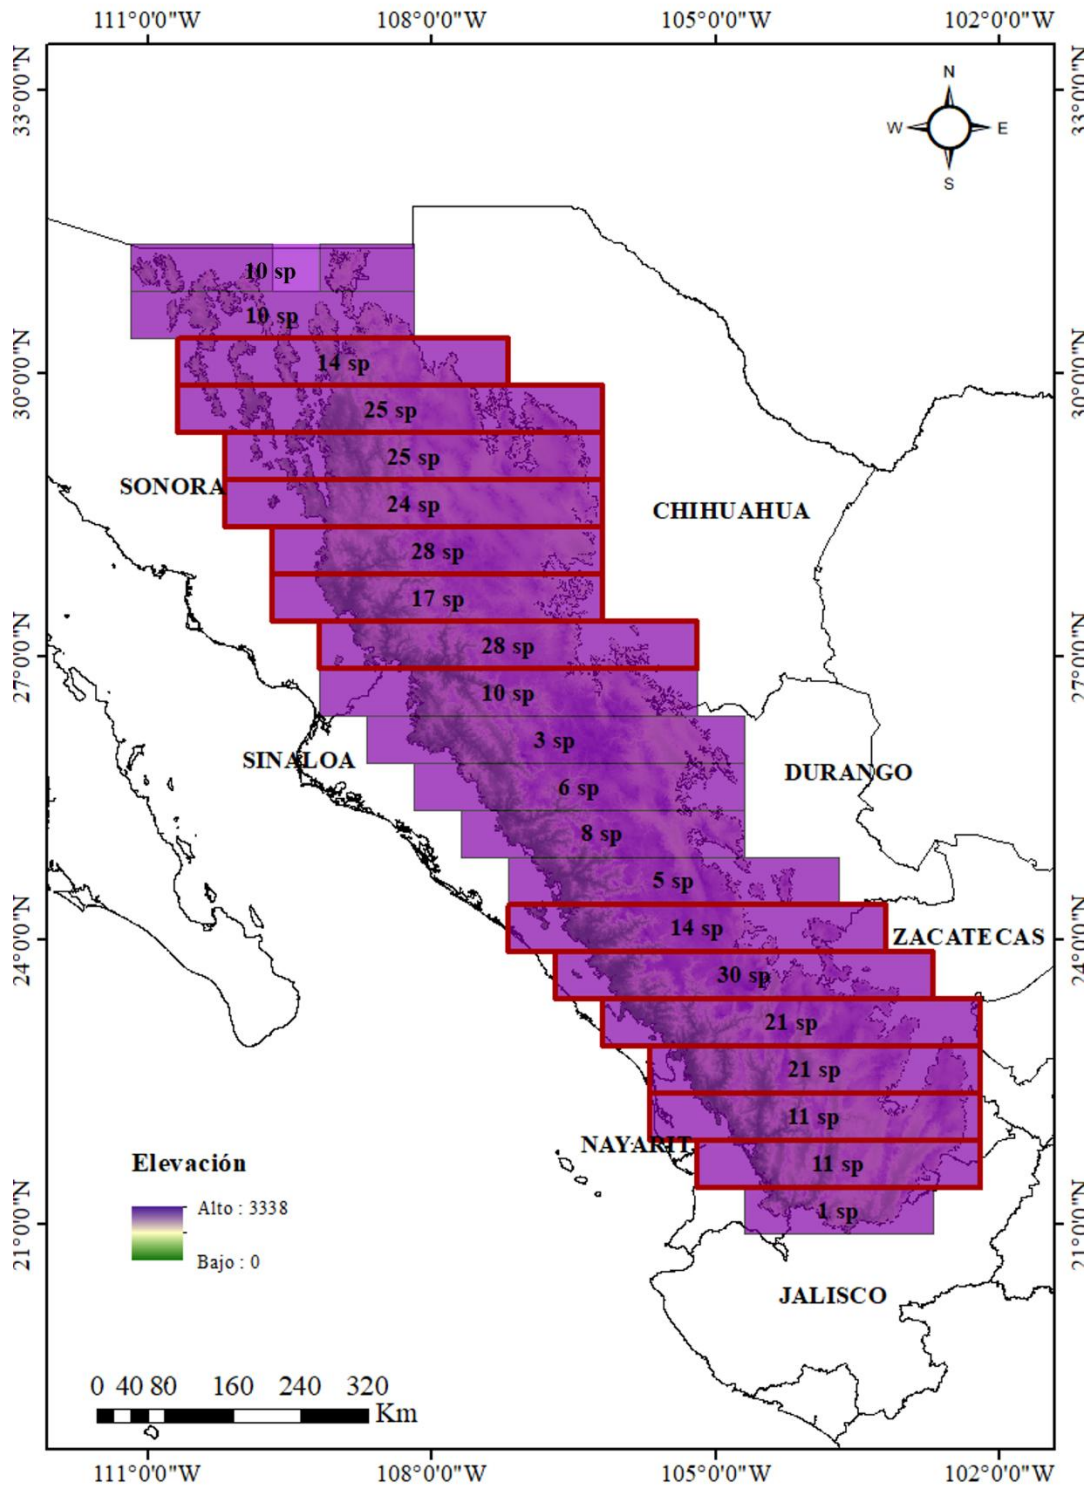 111°0'0"W 108°0'0"W 105°0'0"W 102°0'0"W
33°0'0"N
33°0'0"N
N
W E
S
10 sp
10 sp
14 sp
30°0'0"N
30°0'0"N
25 sp
25 sp
SONORA
24 sp
CHIHUAHUA
28 sp
17 sp
28 sp
27°0'0"N
27°0'0"N
10 sp
3 sp
SINALOA
DURANGO
6 sp
8 sp
5 sp
14 sp
ZACATECAS
24°0'0"N
24°0'0"N
30 sp
21 sp
21 sp
11 sp
NAYARIT
11 sp
Elevación
Alto : 3338
1 sp
21°0'0"N
21°0'0"N
Bajo : 0
JALISCO
0 40 80 160 240 320
Km
111°0'0"W 108°0'0"W 105°0'0"W 102°0'0"W